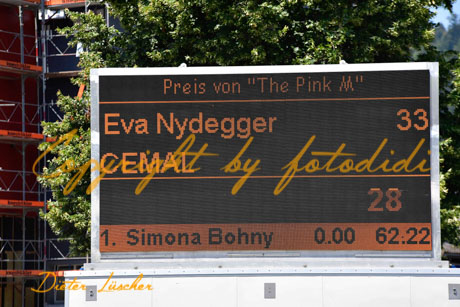 Preis von "The Pink M"
Eva Nydegger 33
CEMAL
Copyright by fotodidi
28
1. Simona Bohny 0.00 62.22
Dieter Lüscher